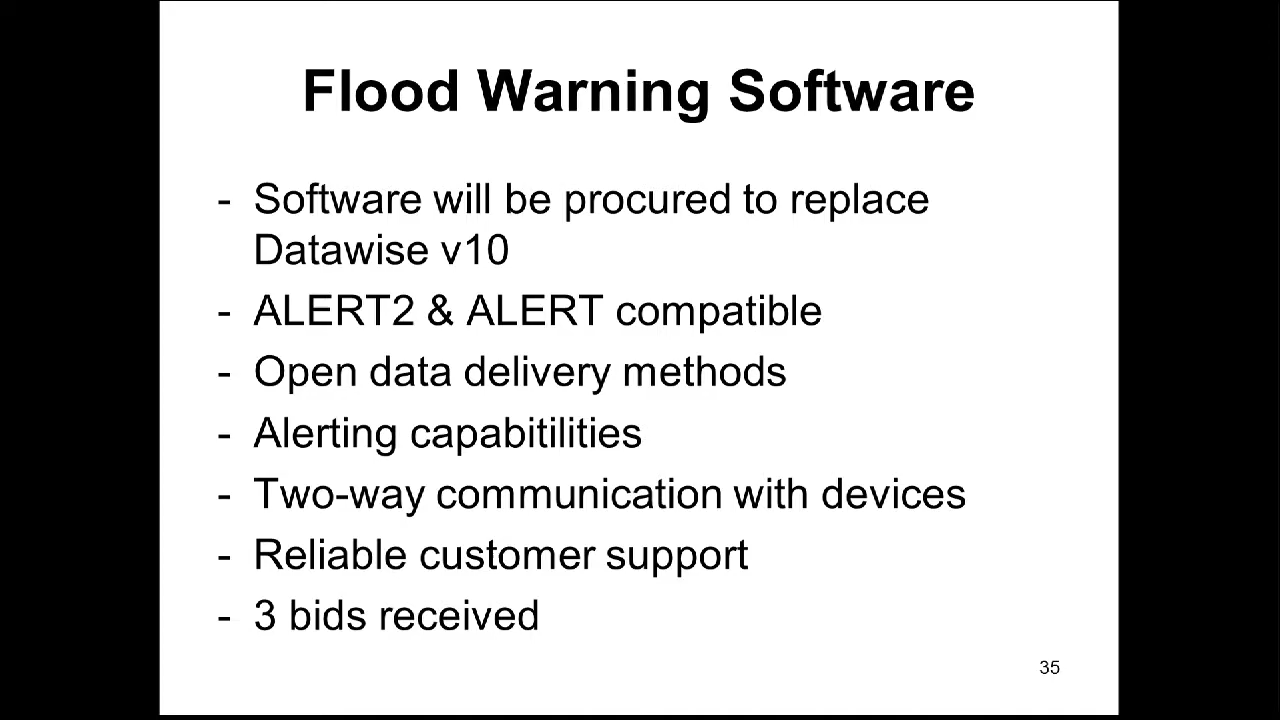 Flood Warning Software
- Software will be procured to replace
Datawise v10
- ALERT2 & ALERT compatible
- Open data delivery methods
- Alerting capabitilities
- Two-way communication with devices
- Reliable customer support
- 3 bids received
35